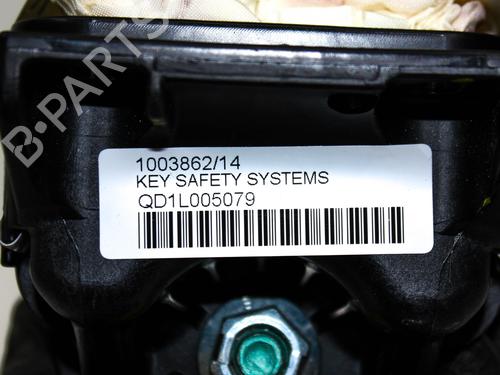 B-PARTS
1003862/14
KEY SAFETY SYSTEMS
QD1L005079